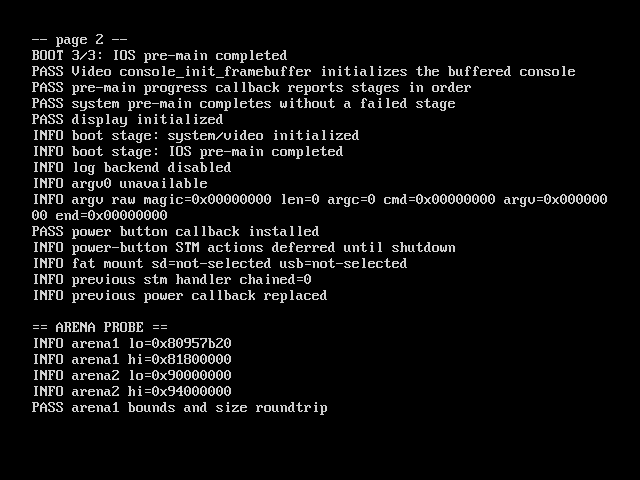 -- page 2 --
BOOT 3/3: IOS pre-main completed
PASS Video console_init_framebuffer initializes the buffered console
PASS pre-main progress callback reports stages in order
PASS system pre-main completes without a failed stage
PASS display initialized
INFO boot stage: system/video initialized
INFO boot stage: IOS pre-main completed
INFO log backend disabled
INFO argv0 unavailable
INFO argv raw magic=0x00000000 len=0 argc=0 cmd=0x00000000 argv=0x000000
00 end=0x00000000
PASS power button callback installed
INFO power-button STM actions deferred until shutdown
INFO fat mount sd=not-selected usb=not-selected
INFO previous stm handler chained=0
INFO previous power callback replaced
== ARENA PROBE ==
INFO arena1 lo=0x80957b20
INFO arena1 hi=0x81800000
INFO arena2 lo=0x90000000
INFO arena2 hi=0x94000000
PASS arena1 bounds and size roundtrip